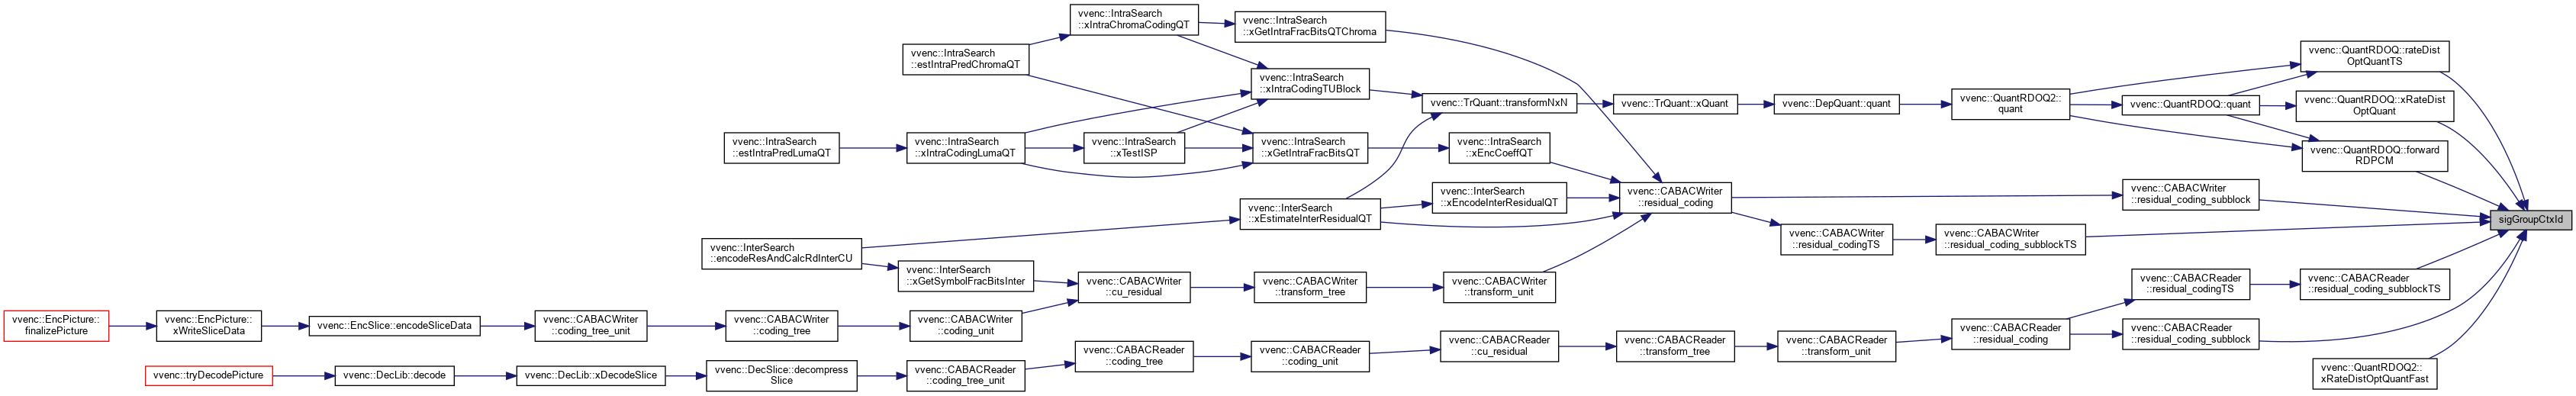 vvenc::IntraSearch
::xIntraChromaCodingQT
vvenc::IntraSearch
::xGetIntraFracBitsQTChroma
vvenc::IntraSearch
::estIntraPredChromaQT
vvenc::QuantRDOQ::rateDist
OptQuantTS
vvenc::IntraSearch
::xIntraCodingTUBlock
vvenc::TrQuant::transformNxN
vvenc::TrQuant::xQuant
vvenc::DepQuant::quant
vvenc::QuantRDOQ2::
quant
vvenc::QuantRDOQ::quant
vvenc::QuantRDOQ::xRateDist
OptQuant
vvenc::IntraSearch
::estIntraPredLumaQT
vvenc::IntraSearch
::xIntraCodingLumaQT
vvenc::IntraSearch
::xTestISP
vvenc::IntraSearch
::xGetIntraFracBitsQT
vvenc::IntraSearch
::xEncCoeffQT
vvenc::QuantRDOQ::forward
RDPCM
vvenc::InterSearch
::xEstimateInterResidualQT
vvenc::InterSearch
::xEncodeInterResidualQT
vvenc::CABACWriter
::residual_coding
vvenc::CABACWriter
::residual_coding_subblock
sigGroupCtxId
vvenc::InterSearch
::encodeResAndCalcRdInterCU
vvenc::CABACWriter
::residual_codingTS
vvenc::CABACWriter
::residual_coding_subblockTS
vvenc::InterSearch
::xGetSymbolFracBitsInter
vvenc::CABACWriter
::cu_residual
vvenc::CABACWriter
::transform_tree
vvenc::CABACWriter
::transform_unit
vvenc::CABACReader
::residual_codingTS
vvenc::CABACReader
::residual_coding_subblockTS
vvenc::EncPicture::
finalizePicture
vvenc::EncPicture::
xWriteSliceData
vvenc::EncSlice::encodeSliceData
vvenc::CABACWriter
::coding_tree_unit
vvenc::CABACWriter
::coding_tree
vvenc::CABACWriter
::coding_unit
vvenc::CABACReader
::coding_tree
vvenc::CABACReader
::coding_unit
vvenc::CABACReader
::cu_residual
vvenc::CABACReader
::transform_tree
vvenc::CABACReader
::transform_unit
vvenc::CABACReader
::residual_coding
vvenc::CABACReader
::residual_coding_subblock
vvenc::tryDecodePicture
vvenc::DecLib::decode
vvenc::DecLib::xDecodeSlice
vvenc::DecSlice::decompress
Slice
vvenc::CABACReader
::coding_tree_unit
vvenc::QuantRDOQ2::
xRateDistOptQuantFast